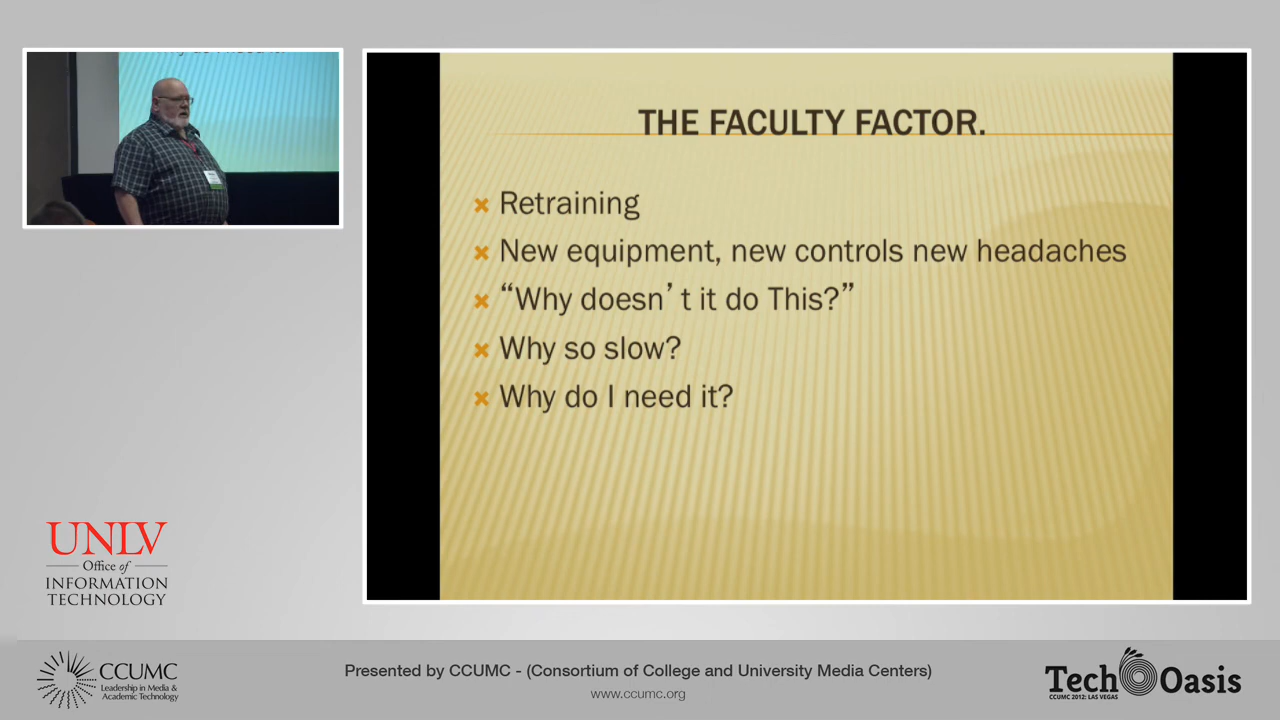 THE FACULTY FACTOR.
Retraining
New equipment, new controls new headaches
“Why doesn’ t it do This?”
Why so slow?
Why do I need it?
UNLV
Office of
INFORMATION
TECHNOLOGY
CCUMC
Leadership in Media &
Academic Technology
Presented by CCUMC - (Consortium of College and University Media Centers)
www.ccumc.org
Tech Oasis
CCUMC 2012: LAS VEGAS